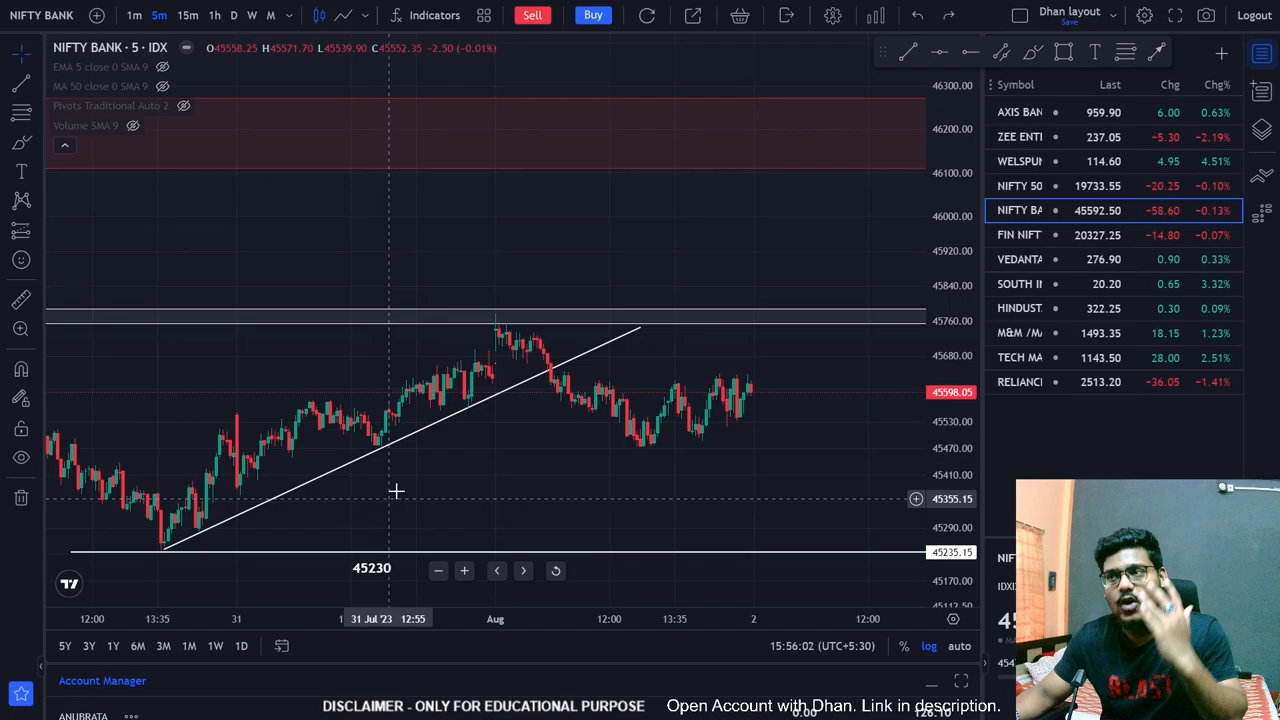 NIFTY BANK 1m 5m 15m 1h D W M Indicators Sell Buy Dhan layout Save Logout
NIFTY BANK · 5 · IDX O45558.25 H45571.70 L45539.90 C45552.35 −2.50 (−0.01%)
EMA 5 close 0 SMA 9
MA 50 close 0 SMA 9
Pivots Traditional Auto 2
Volume SMA 9
46300.00
46200.00
46100.00
46000.00
45920.00
45840.00
45760.00
45680.00
45598.05
45530.00
45470.00
45410.00
45355.15
45290.00
45235.15
45170.00
45112.50
45230
12:00 13:35 31 1 31 Jul '23 12:55 Aug 12:00 13:35 2 12:00
5Y 3Y 1Y 6M 3M 1M 1W 1D 15:56:02 (UTC+5:30) % log auto
Account Manager
ANUBRATA 0.00 126.10
DISCLAIMER - ONLY FOR EDUCATIONAL PURPOSE Open Account with Dhan. Link in description.
Symbol Last Chg Chg%
AXIS BAN 959.90 6.00 0.63%
ZEE ENTI 237.05 −5.30 −2.19%
WELSPUN 114.60 4.95 4.51%
NIFTY 50 19733.55 −20.25 −0.10%
NIFTY BA 45592.50 −58.60 −0.13%
FIN NIFT 20327.25 −14.80 −0.07%
VEDANTA 276.90 0.90 0.33%
SOUTH IN 20.20 0.65 3.32%
HINDUST. 322.25 0.30 0.09%
M&M /M/ 1493.35 18.15 1.23%
TECH MA 1143.50 28.00 2.51%
RELIANCI 2513.20 −36.05 −1.41%